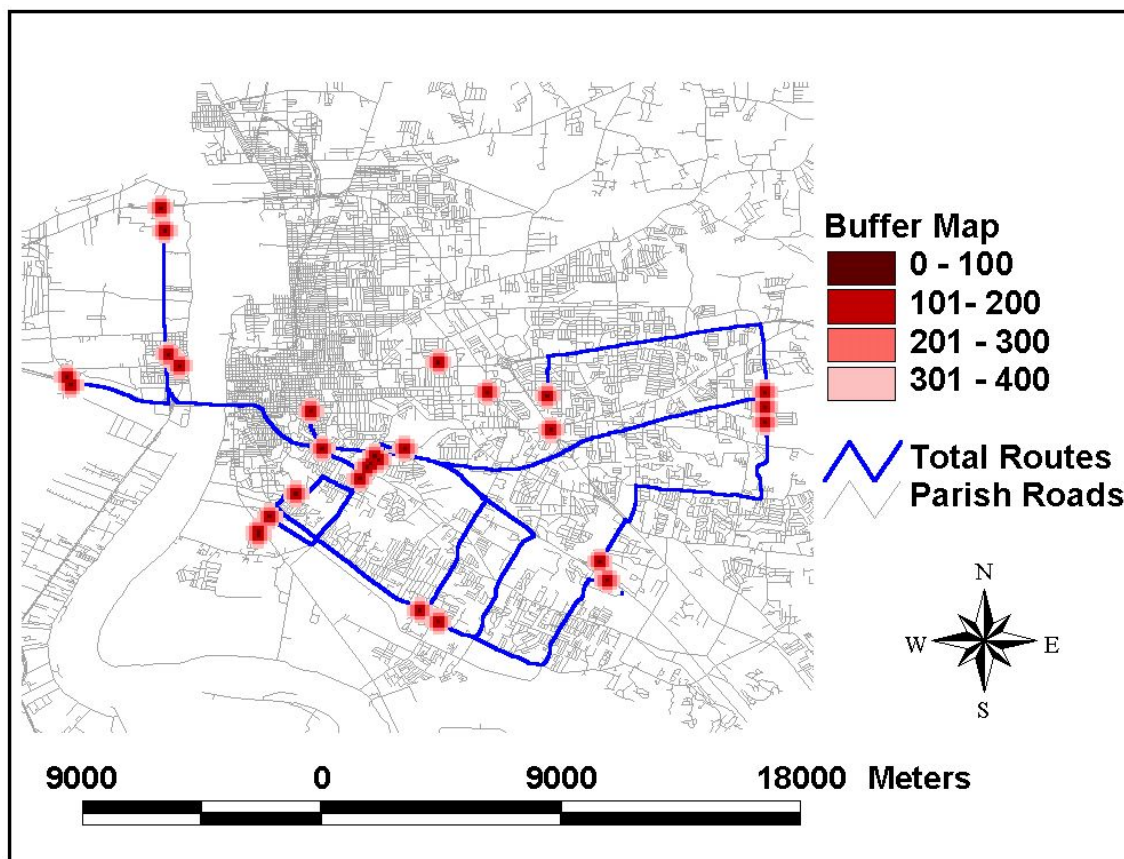 Buffer Map
0 - 100
101- 200
201 - 300
301 - 400
Total Routes
Parish Roads
N
W E
S
9000 0 9000 18000 Meters